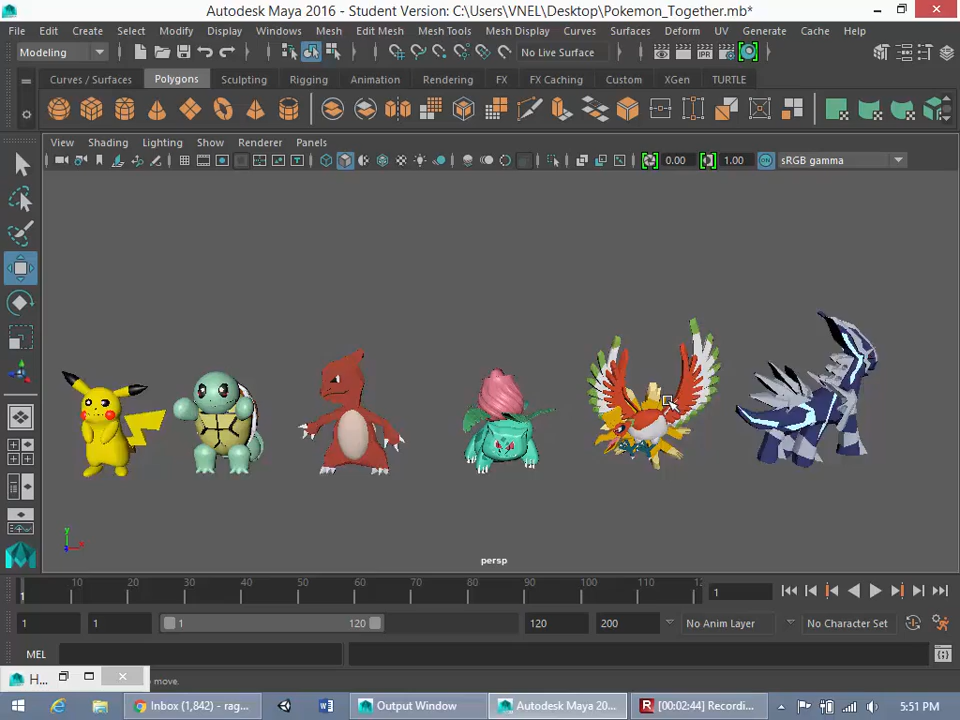 Autodesk Maya 2016 - Student Version: C:\Users\VNEL\Desktop\Pokemon_Together.mb*
File Edit Create Select Modify Display Windows Mesh Edit Mesh Mesh Tools Mesh Display Curves Surfaces Deform UV Generate Cache Help
Modeling No Live Surface
Curves / Surfaces Polygons Sculpting Rigging Animation Rendering FX FX Caching Custom XGen TURTLE
View Shading Lighting Show Renderer Panels
0.00 1.00 ON sRGB gamma
y
x
persp
1 10 20 30 40 50 60 70 80 90 100 110 12
1
1 1 1 120 120 200 No Anim Layer No Character Set
MEL
H... move.
Inbox (1,842) - rag... Output Window Autodesk Maya 20... [00:02:44] Recordi... 5:51 PM